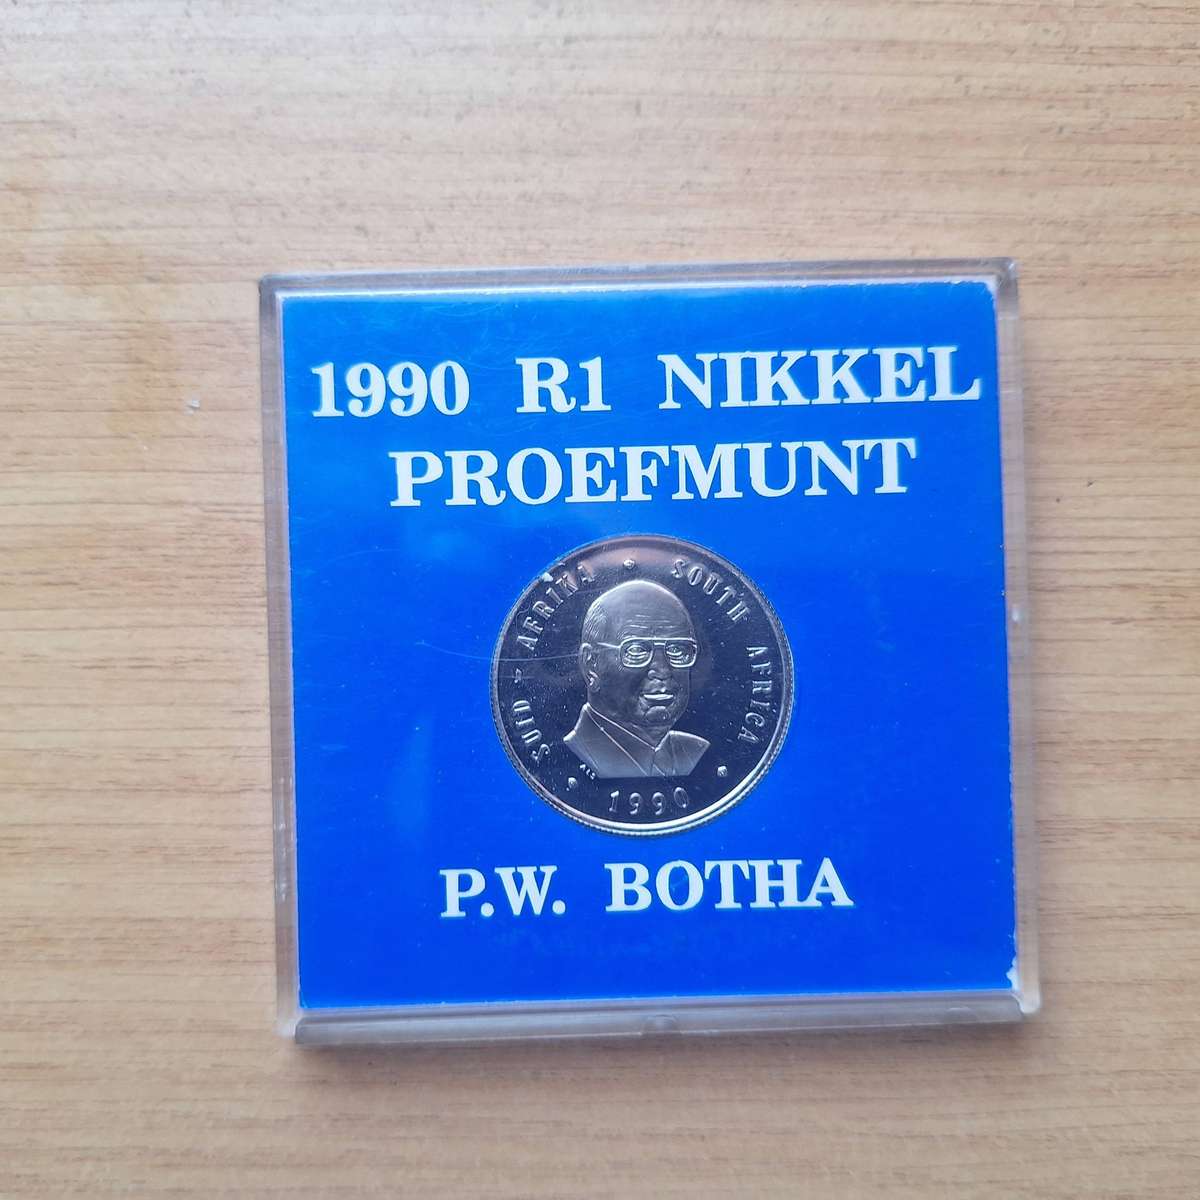 1990 R1 NIKKEL
PROEFMUNT
SUID - AFRIKA • SOUTH AFRICA
• 1990 •
P.W. BOTHA